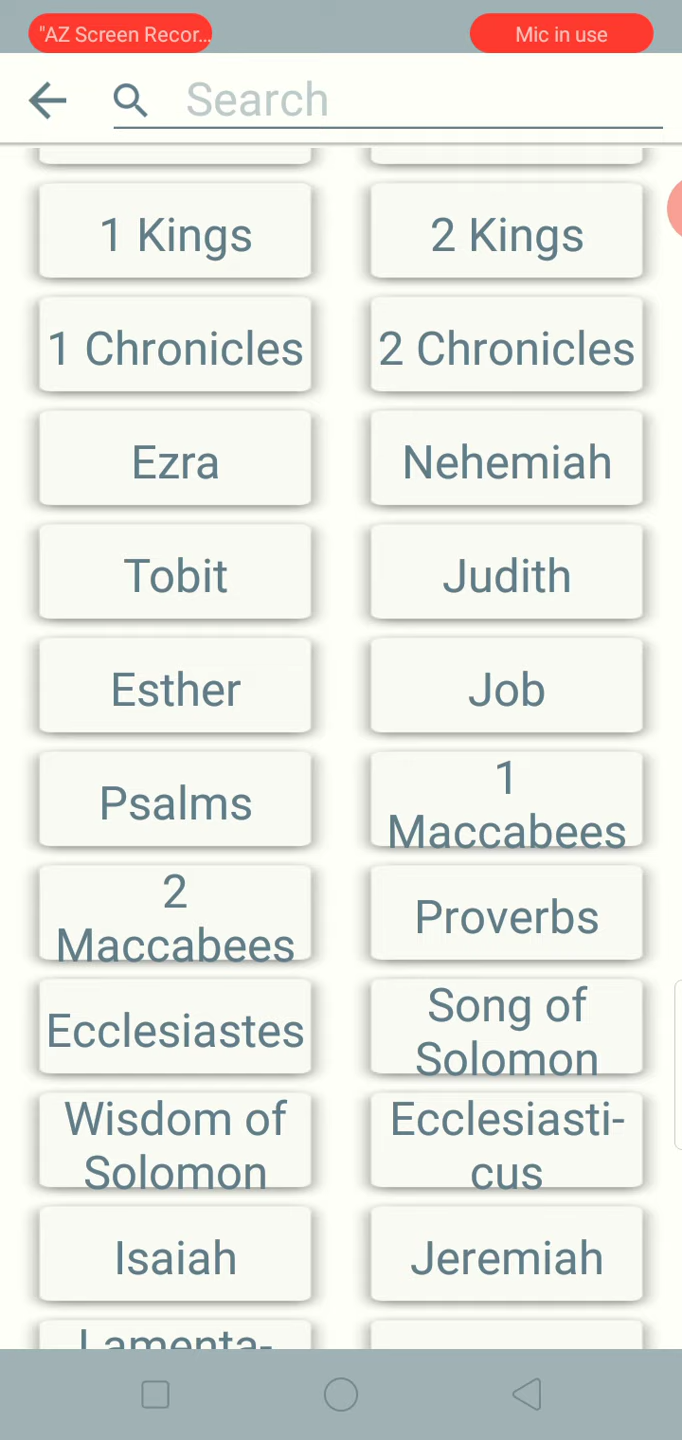 "AZ Screen Recor... Mic in use
Search
1 Kings 2 Kings
1 Chronicles 2 Chronicles
Ezra Nehemiah
Tobit Judith
Esther Job
Psalms 1
Maccabees
2
Maccabees Proverbs
Ecclesiastes Song of
Solomon
Wisdom of
Solomon
Ecclesiasti-
cus
Isaiah Jeremiah
Lamenta-